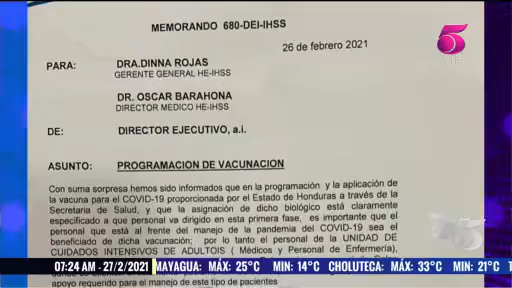 MEMORANDO 680-DEI-IHSS
26 de febrero 2021
PARA: DRA.DINNA ROJAS
GERENTE GENERAL HE-IHSS
DR. OSCAR BARAHONA
DIRECTOR MEDICO HE-IHSS
DE: DIRECTOR EJECUTIVO, a.i.
ASUNTO: PROGRAMACION DE VACUNACION
Con suma sorpresa hemos sido informados que en la programación y la aplicación de
la vacuna para el COVID-19 proporcionada por el Estado de Honduras a través de la
Secretaria de Salud, y que la asignación de dicho biológico está claramente
especificado a que personal va dirigido en esta primera fase, es importante que el
personal que está al frente del manejo de la pandemia del COVID-19 sea el
beneficiado de dicha vacunación; por lo tanto el personal de la UNIDAD DE
CUIDADOS INTENSIVOS DE ADULTOIS ( Médicos y Personal de Enfermería),
apoyo requerido para el manejo de este tipo de pacientes
5
07:24 AM - 27/2/2021 MAYAGUA: MÁX: 25°C MIN: 14°C CHOLUTECA: MÁX: 33°C MIN: 21°C T